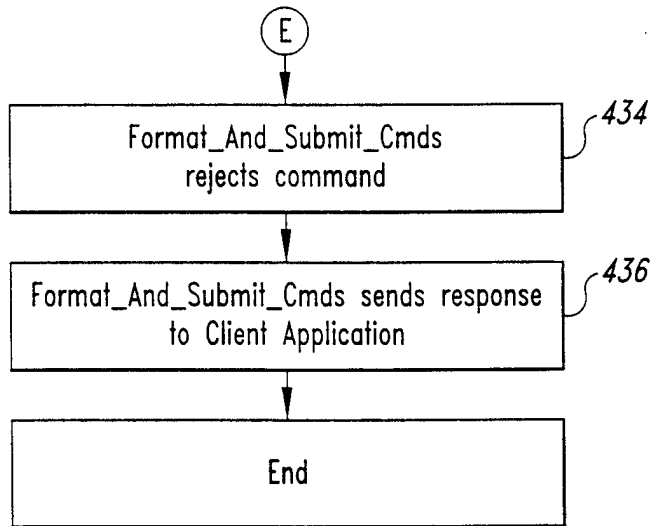 E
Format_And_Submit_Cmds
rejects command
434
Format_And_Submit_Cmds sends response
to Client Application
436
End